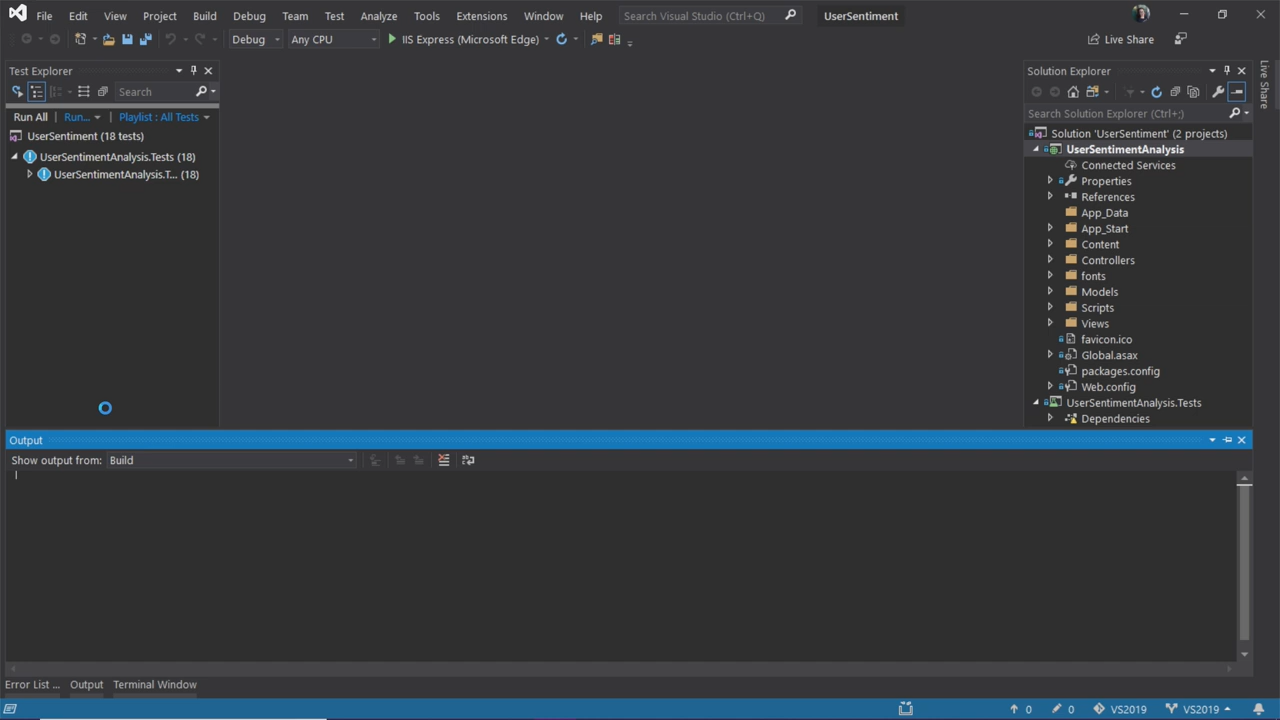 File Edit View Project Build Debug Team Test Analyze Tools Extensions Window Help Search Visual Studio (Ctrl+Q) UserSentiment
Debug Any CPU IIS Express (Microsoft Edge) Live Share
Test Explorer
Search
Run All Run... Playlist : All Tests
UserSentiment (18 tests)
UserSentimentAnalysis.Tests (18)
UserSentimentAnalysis.T... (18)
Solution Explorer
Search Solution Explorer (Ctrl+;)
Solution 'UserSentiment' (2 projects)
UserSentimentAnalysis
Connected Services
Properties
References
App_Data
App_Start
Content
Controllers
fonts
Models
Scripts
Views
favicon.ico
Global.asax
packages.config
Web.config
UserSentimentAnalysis.Tests
Dependencies
Live Share
Output
Show output from: Build
Error List ... Output Terminal Window
0 0 VS2019 VS2019